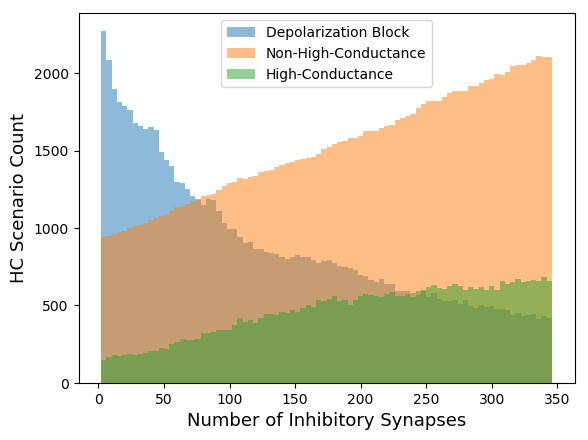 Depolarization Block
Non-High-Conductance
High-Conductance
HC Scenario Count
2000
1500
1000
500
0
0 50 100 150 200 250 300 350
Number of Inhibitory Synapses